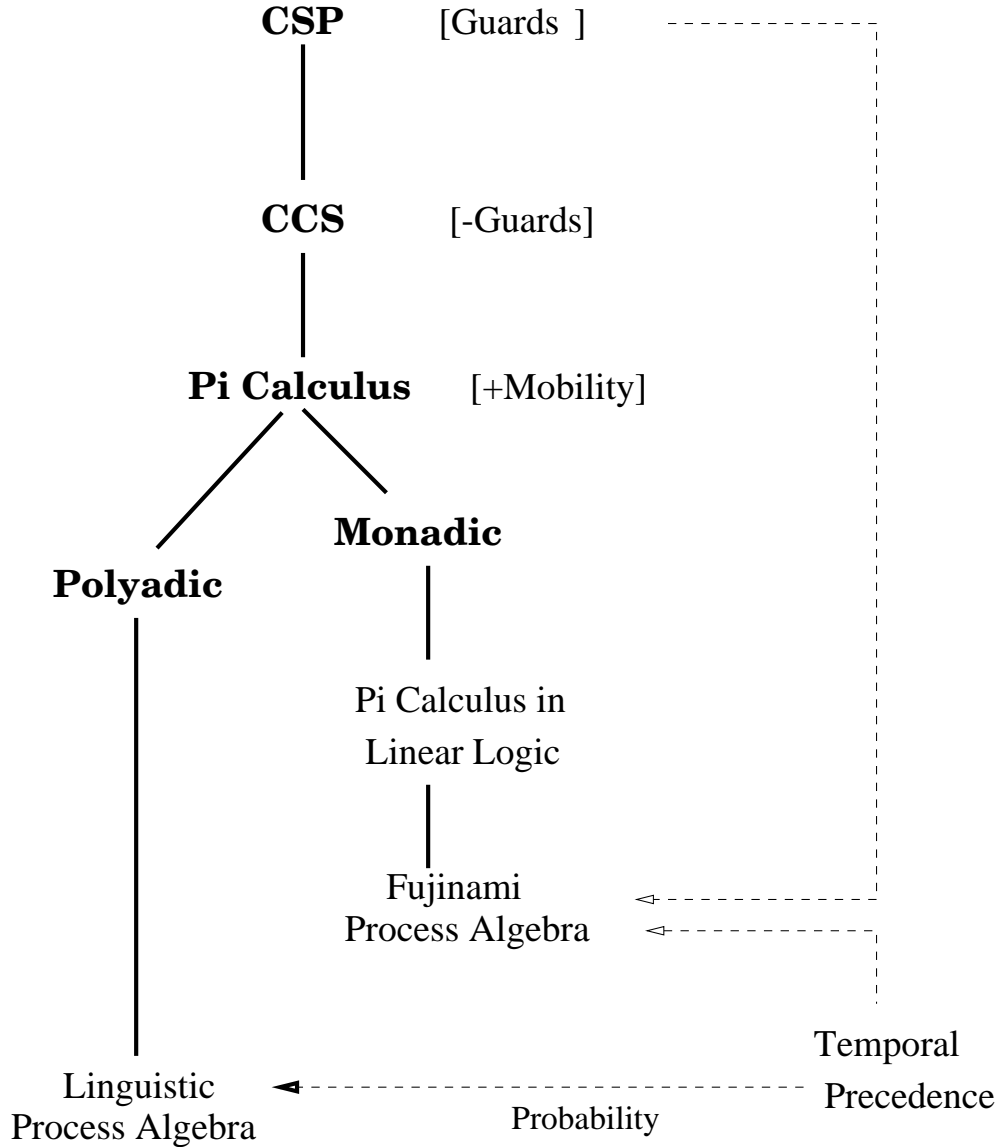 CSP [Guards ]
CCS [-Guards]
Pi Calculus [+Mobility]
Monadic
Polyadic
Pi Calculus in
Linear Logic
Fujinami
Process Algebra
Temporal
Precedence
Linguistic
Process Algebra
Probability